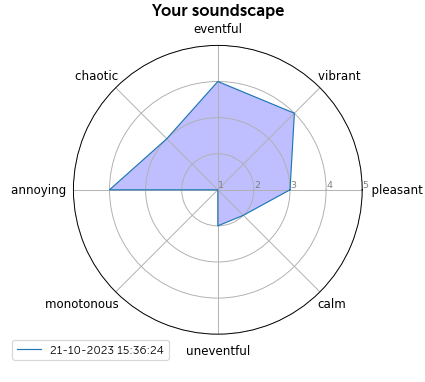 Your soundscape
eventful
chaotic
vibrant
annoying
1 2 3 4 5
pleasant
monotonous
calm
uneventful
21-10-2023 15:36:24